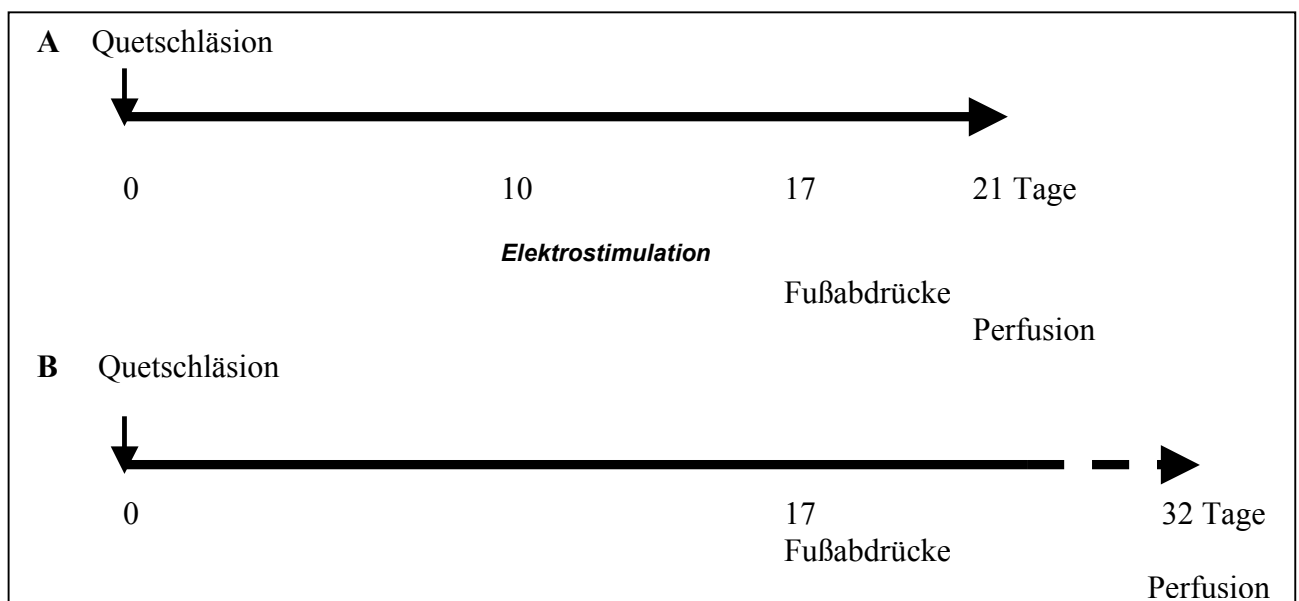 A Quetschläsion
0 10 17 21 Tage
Elektrostimulation
Fußabdrücke
Perfusion
B Quetschläsion
0 17 32 Tage
Fußabdrücke
Perfusion